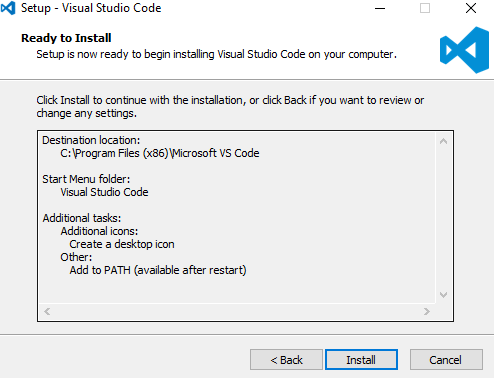 Setup - Visual Studio Code
Ready to Install
Setup is now ready to begin installing Visual Studio Code on your computer.
Click Install to continue with the installation, or click Back if you want to review or
change any settings.
Destination location:
C:\Program Files (x86)\Microsoft VS Code
Start Menu folder:
Visual Studio Code
Additional tasks:
Additional icons:
Create a desktop icon
Other:
Add to PATH (available after restart)
< Back
Install
Cancel